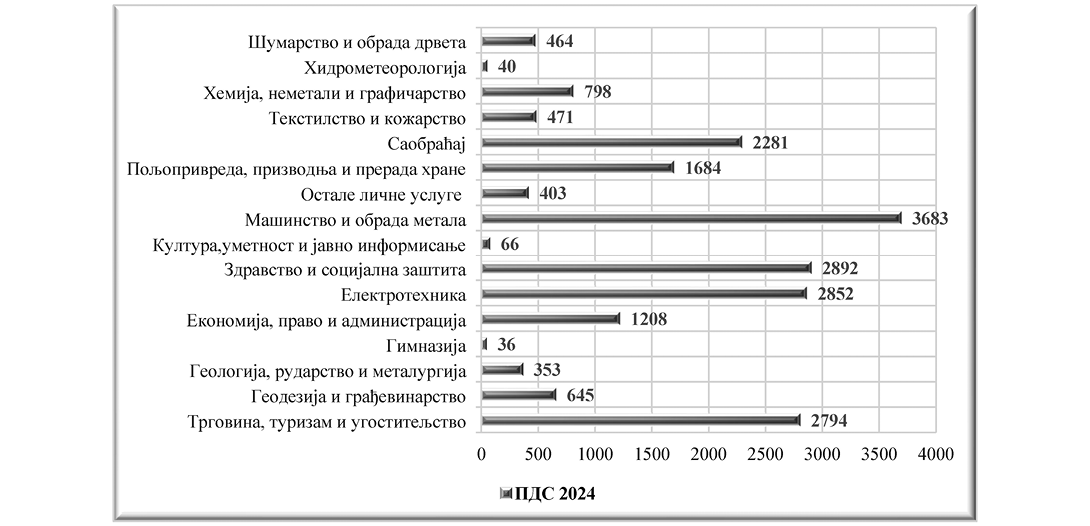 Шумарство и обрада дрвета 464
Хидрометеорологија 40
Хемија, неметали и графичарство 798
Текстилство и кожарство 471
Саобраћај 2281
Пољопривреда, призводња и прерада хране 1684
Остале личне услуге 403
Машинство и обрада метала 3683
Култура,уметност и јавно информисање 66
Здравство и социјална заштита 2892
Електротехника 2852
Економија, право и администрација 1208
Гимназија 36
Геологија, рударство и металургија 353
Геодезија и грађевинарство 645
Трговина, туризам и угоститељство 2794
0 500 1000 1500 2000 2500 3000 3500 4000
ПДС 2024